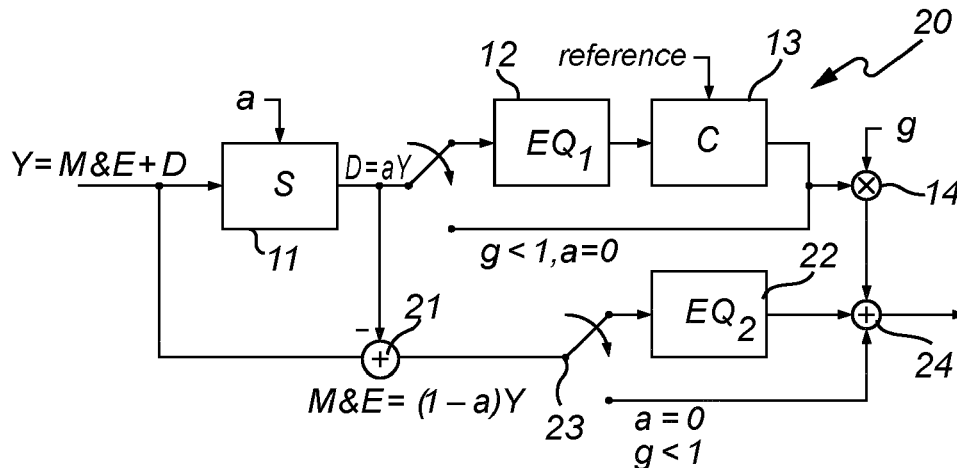 20
12
reference
13
a
Y=M&E+D
S
D=aY
EQ1
C
g
14
11
g<1,a=0
22
21
−
+
EQ2
+
24
M&E=(1−a)Y
23
a=0
g<1